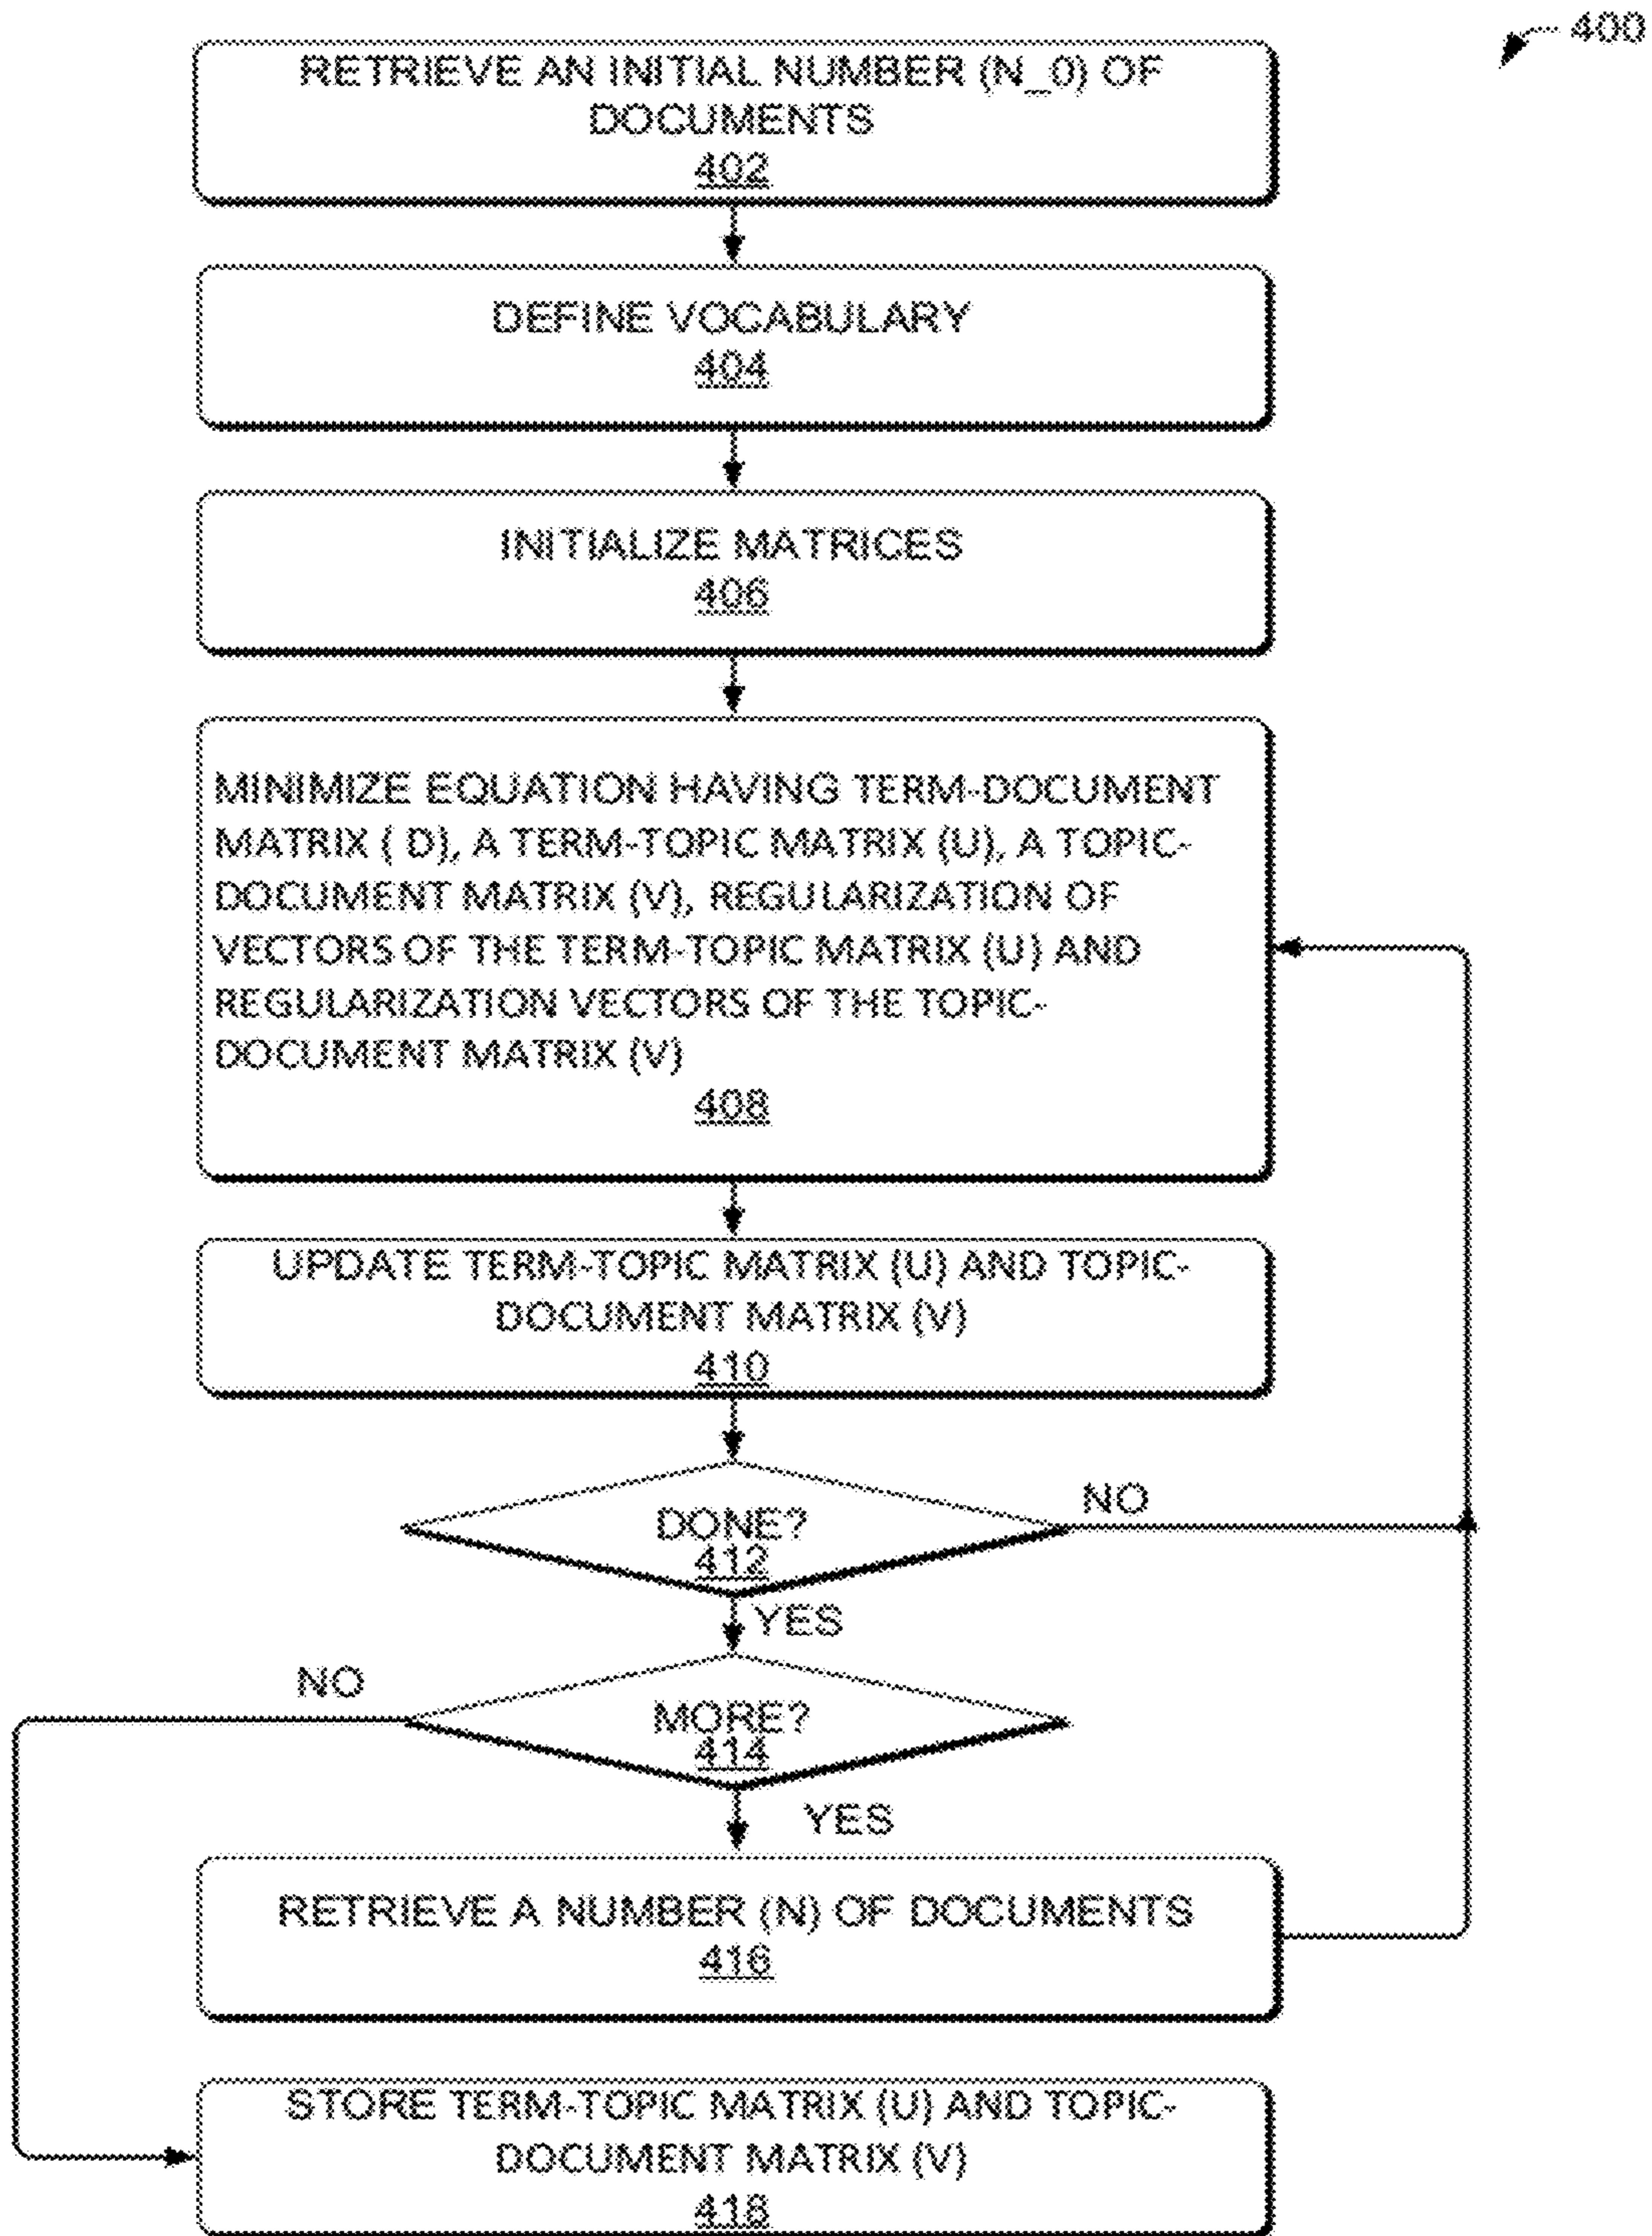 400
RETRIEVE AN INITIAL NUMBER (N_0) OF
DOCUMENTS
402
DEFINE VOCABULARY
404
INITIALIZE MATRICES
406
MINIMIZE EQUATION HAVING TERM-DOCUMENT
MATRIX ( D), A TERM-TOPIC MATRIX (U), A TOPIC-
DOCUMENT MATRIX (V), REGULARIZATION OF
VECTORS OF THE TERM-TOPIC MATRIX (U) AND
REGULARIZATION VECTORS OF THE TOPIC-
DOCUMENT MATRIX (V)
408
UPDATE TERM-TOPIC MATRIX (U) AND TOPIC-
DOCUMENT MATRIX (V)
410
NO
DONE?
412
YES
NO
MORE?
414
YES
RETRIEVE A NUMBER (N) OF DOCUMENTS
416
STORE TERM-TOPIC MATRIX (U) AND TOPIC-
DOCUMENT MATRIX (V)
418